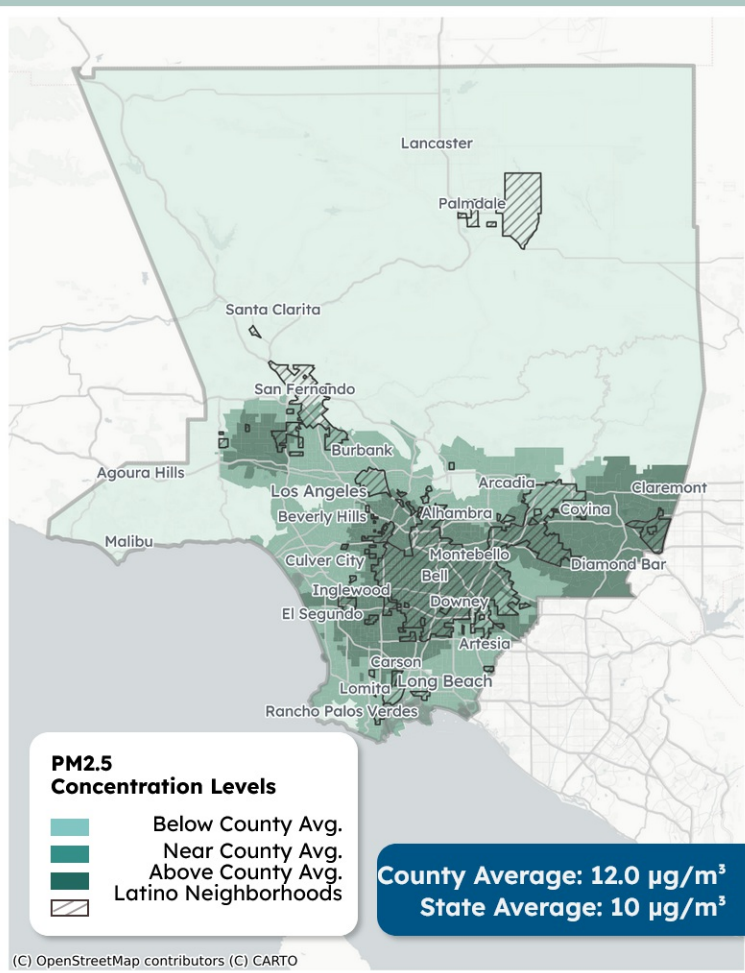 Lancaster
Palmdale
Santa Clarita
San Fernando
Burbank
Agoura Hills
Arcadia
Los Angeles
Claremont
Beverly Hills
Alhambra
Covina
Malibu
Culver City
Montebello
Diamond Bar
Bell
Inglewood
Downey
El Segundo
Artesia
Carson
Lomita
Long Beach
Rancho Palos Verdes
PM2.5
Concentration Levels
Below County Avg.
Near County Avg.
Above County Avg.
Latino Neighborhoods
County Average: 12.0 µg/m³
State Average: 10 µg/m³
(C) OpenStreetMap contributors (C) CARTO